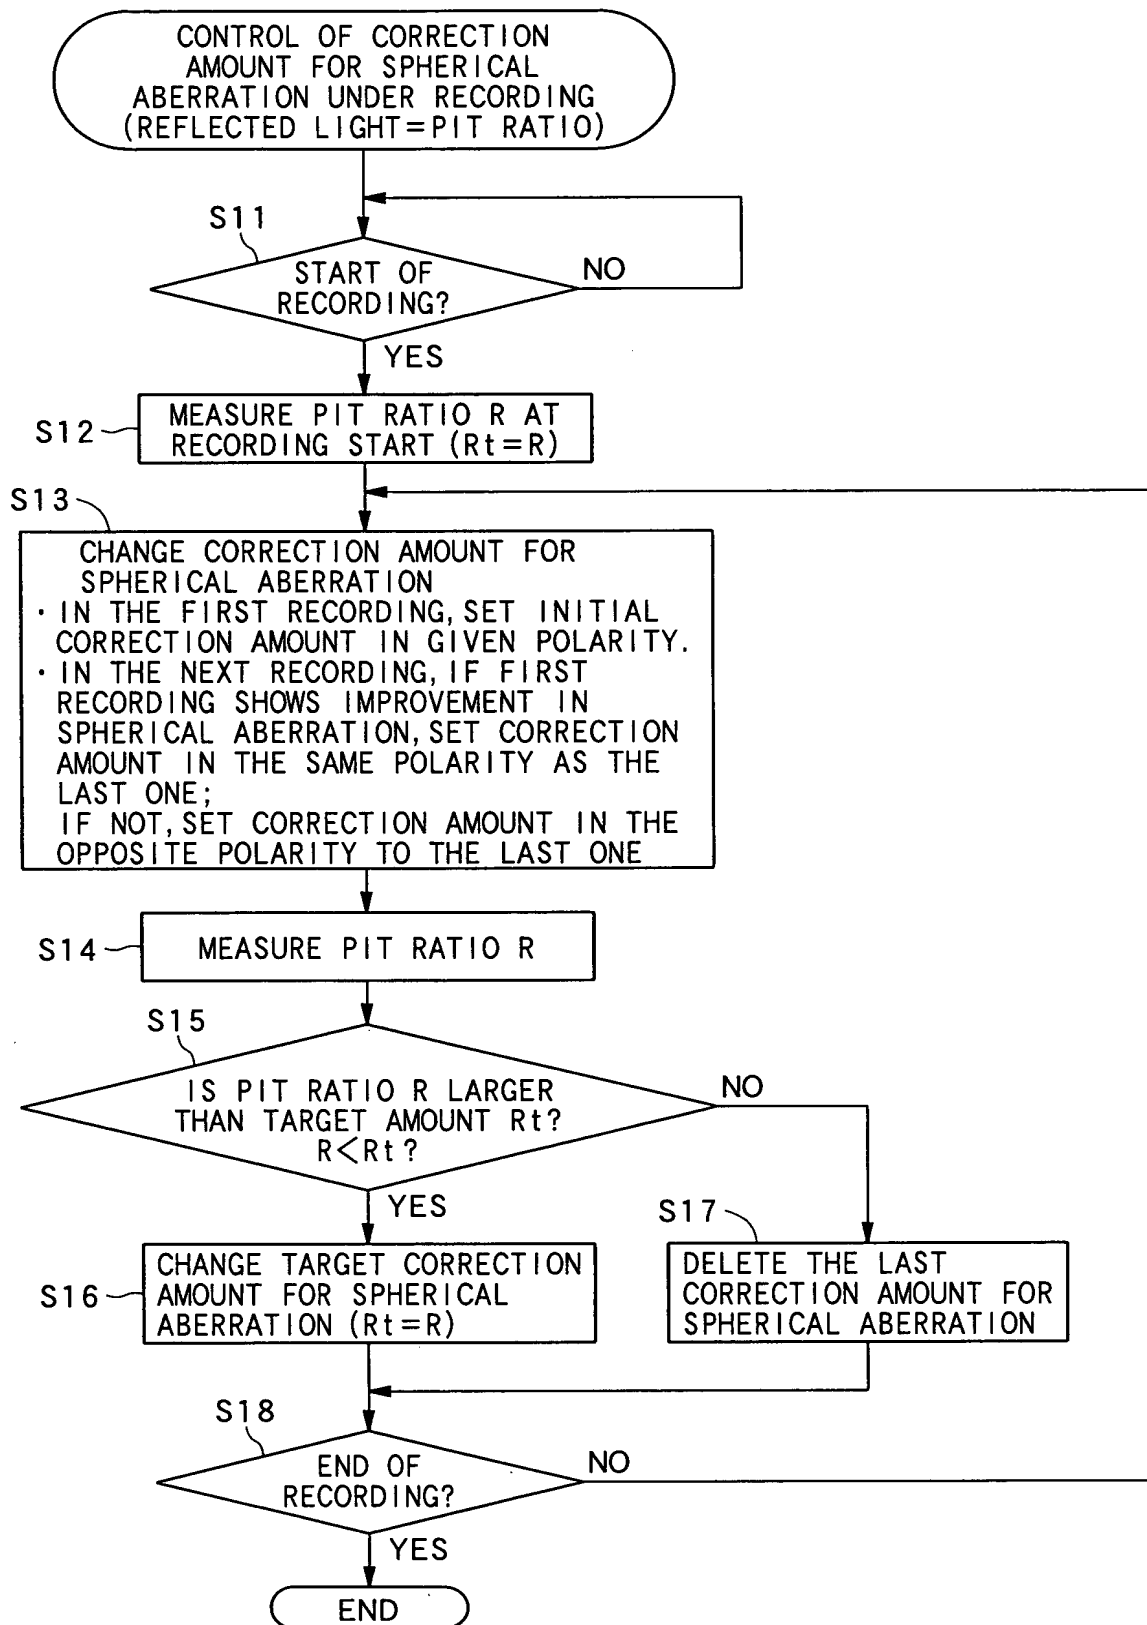 CONTROL OF CORRECTION
AMOUNT FOR SPHERICAL
ABERRATION UNDER RECORDING
(REFLECTED LIGHT=PIT RATIO)
S11
START OF
RECORDING?
NO
YES
S12
MEASURE PIT RATIO R AT
RECORDING START (Rt=R)
S13
CHANGE CORRECTION AMOUNT FOR
SPHERICAL ABERRATION
· IN THE FIRST RECORDING, SET INITIAL
CORRECTION AMOUNT IN GIVEN POLARITY.
· IN THE NEXT RECORDING, IF FIRST
RECORDING SHOWS IMPROVEMENT IN
SPHERICAL ABERRATION, SET CORRECTION
AMOUNT IN THE SAME POLARITY AS THE
LAST ONE;
IF NOT, SET CORRECTION AMOUNT IN THE
OPPOSITE POLARITY TO THE LAST ONE
S14
MEASURE PIT RATIO R
S15
IS PIT RATIO R LARGER
THAN TARGET AMOUNT Rt?
R<Rt?
NO
YES
S16
CHANGE TARGET CORRECTION
AMOUNT FOR SPHERICAL
ABERRATION (Rt=R)
S17
DELETE THE LAST
CORRECTION AMOUNT FOR
SPHERICAL ABERRATION
S18
END OF
RECORDING?
NO
YES
END